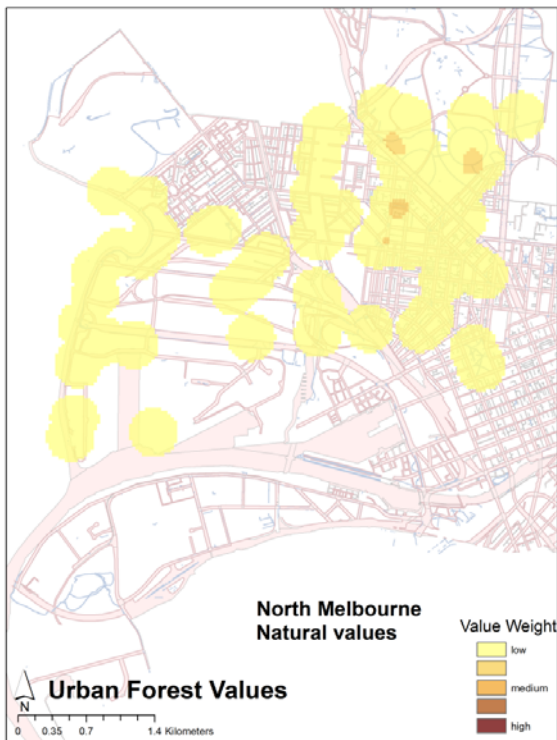 North Melbourne
Natural values
Value Weight
low
medium
high
Urban Forest Values
N
0 0.35 0.7 1.4 Kilometers